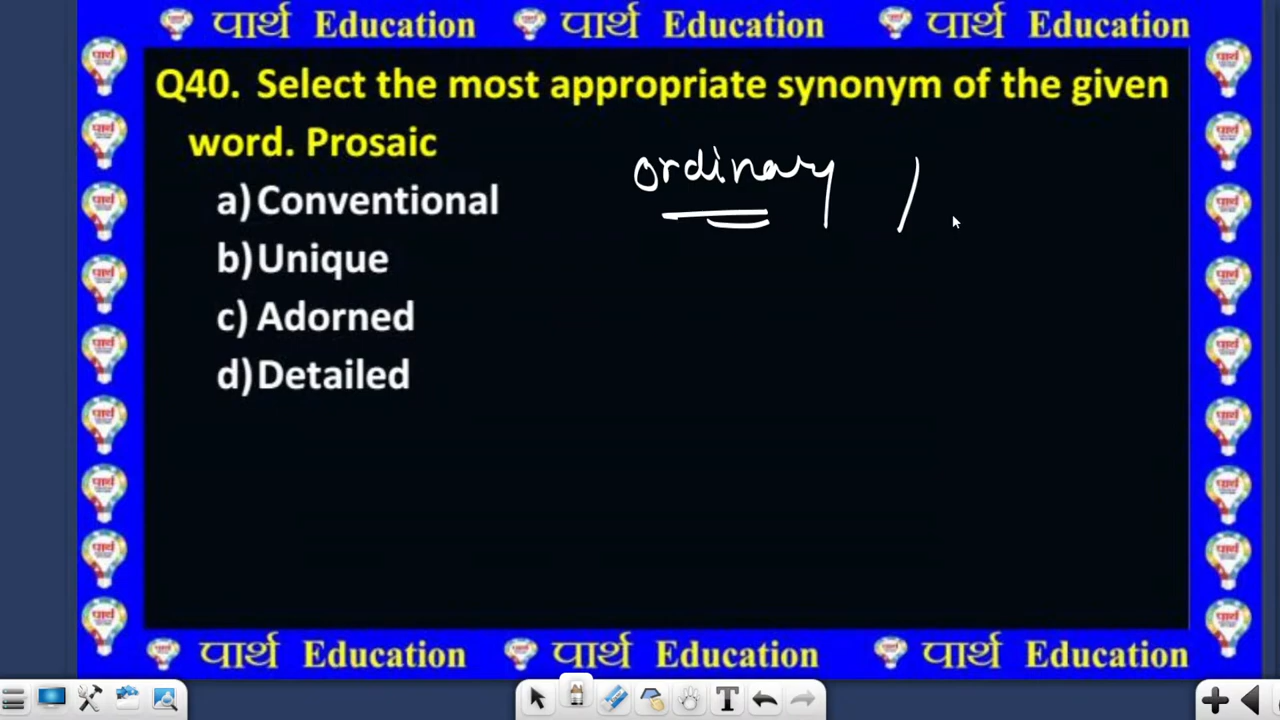 पार्थ Education पार्थ Education पार्थ Education
Q40. Select the most appropriate synonym of the given
word. Prosaic
ordinary /
a) Conventional
b) Unique
c) Adorned
d) Detailed
पार्थ Education पार्थ Education पार्थ Education